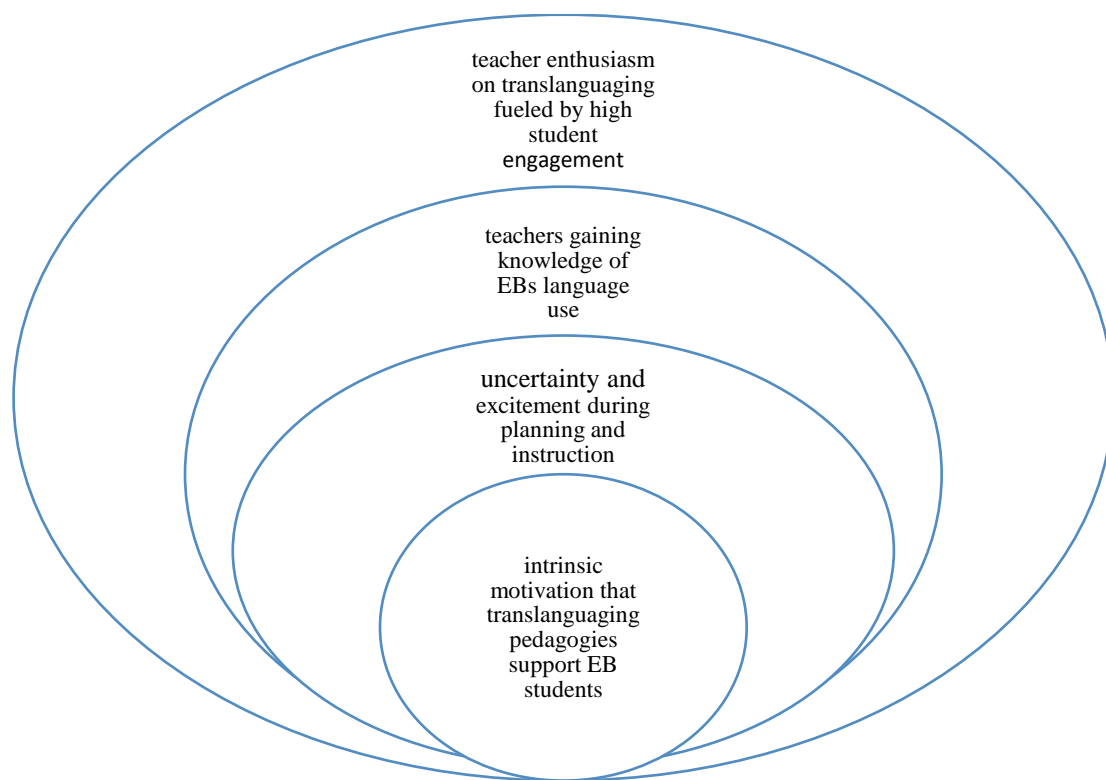 teacher enthusiasm
on translanguaging
fueled by high
student
engagement
teachers gaining
knowledge of
EBs language
use
uncertainty and
excitement during
planning and
instruction
intrinsic
motivation that
translanguaging
pedagogies
support EB
students